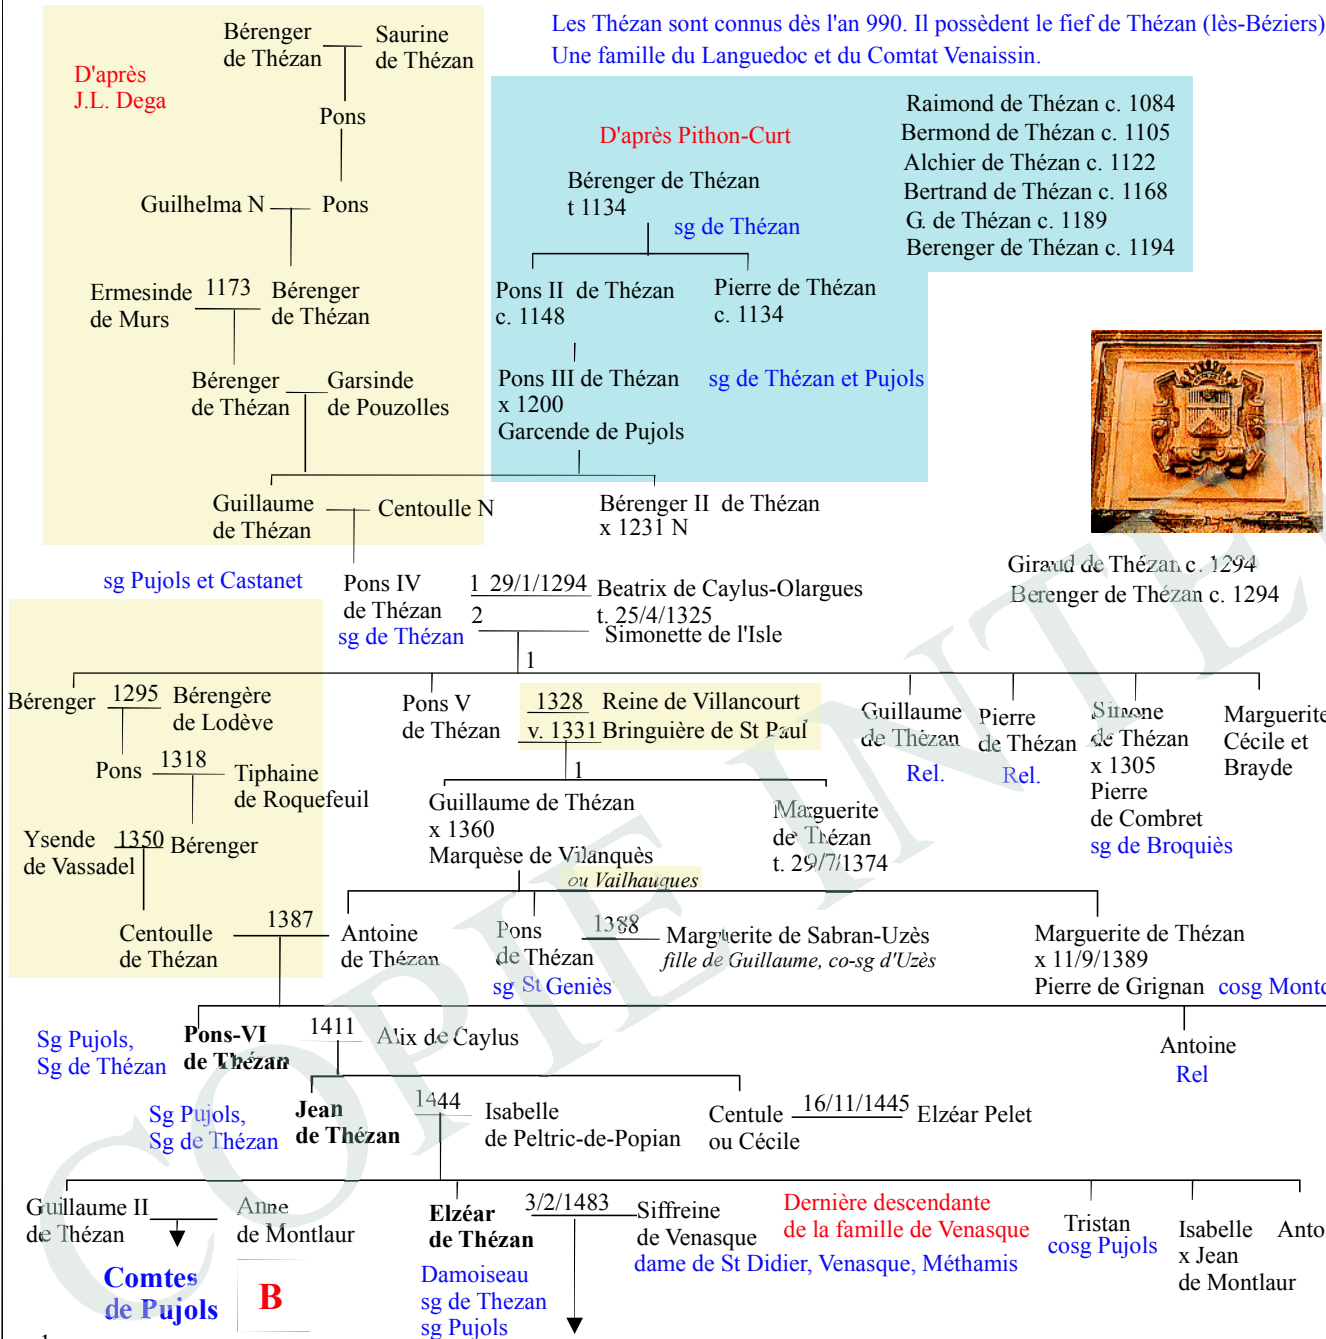 Les Thézan sont connus dès l'an 990. Il possèdent le fief de Thézan (lès-Béziers)
Une famille du Languedoc et du Comtat Venaissin.
D'après
J.L. Dega
Bérenger
de Thézan
Saurine
de Thézan
Pons
Guilhelma N
Pons
Ermesinde
de Murs
1173
Bérenger
de Thézan
Bérenger
de Thézan
Garsinde
de Pouzolles
D'après Pithon-Curt
Bérenger de Thézan
t 1134
sg de Thézan
Pons II de Thézan
c. 1148
Pierre de Thézan
c. 1134
Pons III de Thézan
x 1200
Garcende de Pujols
sg de Thézan et Pujols
Raimond de Thézan c. 1084
Bermond de Thézan c. 1105
Alchier de Thézan c. 1122
Bertrand de Thézan c. 1168
G. de Thézan c. 1189
Berenger de Thézan c. 1194
Guillaume
de Thézan
Centoulle N
Bérenger II de Thézan
x 1231 N
Giraud de Thézan c. 1294
Berenger de Thézan c. 1294
sg Pujols et Castanet
Pons IV
de Thézan
sg de Thézan
1 29/1/1294
2
Beatrix de Caylus-Olargues
t. 25/4/1325
Simonette de l'Isle
1
Bérenger
1295
Bérengère
de Lodève
Pons V
de Thézan
1328
Reine de Villancourt
v. 1331
Bringuière de St Paul
1
Guillaume
de Thézan
Rel.
Pierre
de Thézan
Rel.
Simone
de Thézan
x 1305
Pierre
de Combret
sg de Broquiès
Marguerite
Cécile et
Brayde
Pons
1318
Tiphaine
de Roquefeuil
Guillaume de Thézan
x 1360
Marquèse de Vilanquès
ou Vailhauques
Marguerite
de Thézan
t. 29/7/1374
Ysende
de Vassadel
1350
Bérenger
Centoulle
de Thézan
1387
Antoine
de Thézan
Pons
de Thézan
sg St Geniès
1388
Marguerite de Sabran-Uzès
fille de Guillaume, co-sg d'Uzès
Marguerite de Thézan
x 11/9/1389
Pierre de Grignan
cosg Montd
Sg Pujols,
Sg de Thézan
Pons-VI
de Thézan
1411
Alix de Caylus
Antoine
Rel
Sg Pujols,
Sg de Thézan
Jean
de Thézan
1444
Isabelle
de Peltric-de-Popian
Centule
ou Cécile
16/11/1445
Elzéar Pelet
Guillaume II
de Thézan
Anne
de Montlaur
Comtes
de Pujols
B
Elzéar
de Thézan
Damoiseau
sg de Thezan
sg Pujols
3/2/1483
Siffreine
de Venasque
dame de St Didier, Venasque, Méthamis
Dernière descendante
de la famille de Venasque
Tristan
cosg Pujols
Isabelle
x Jean
de Montlaur
Anto
COPIE INTE